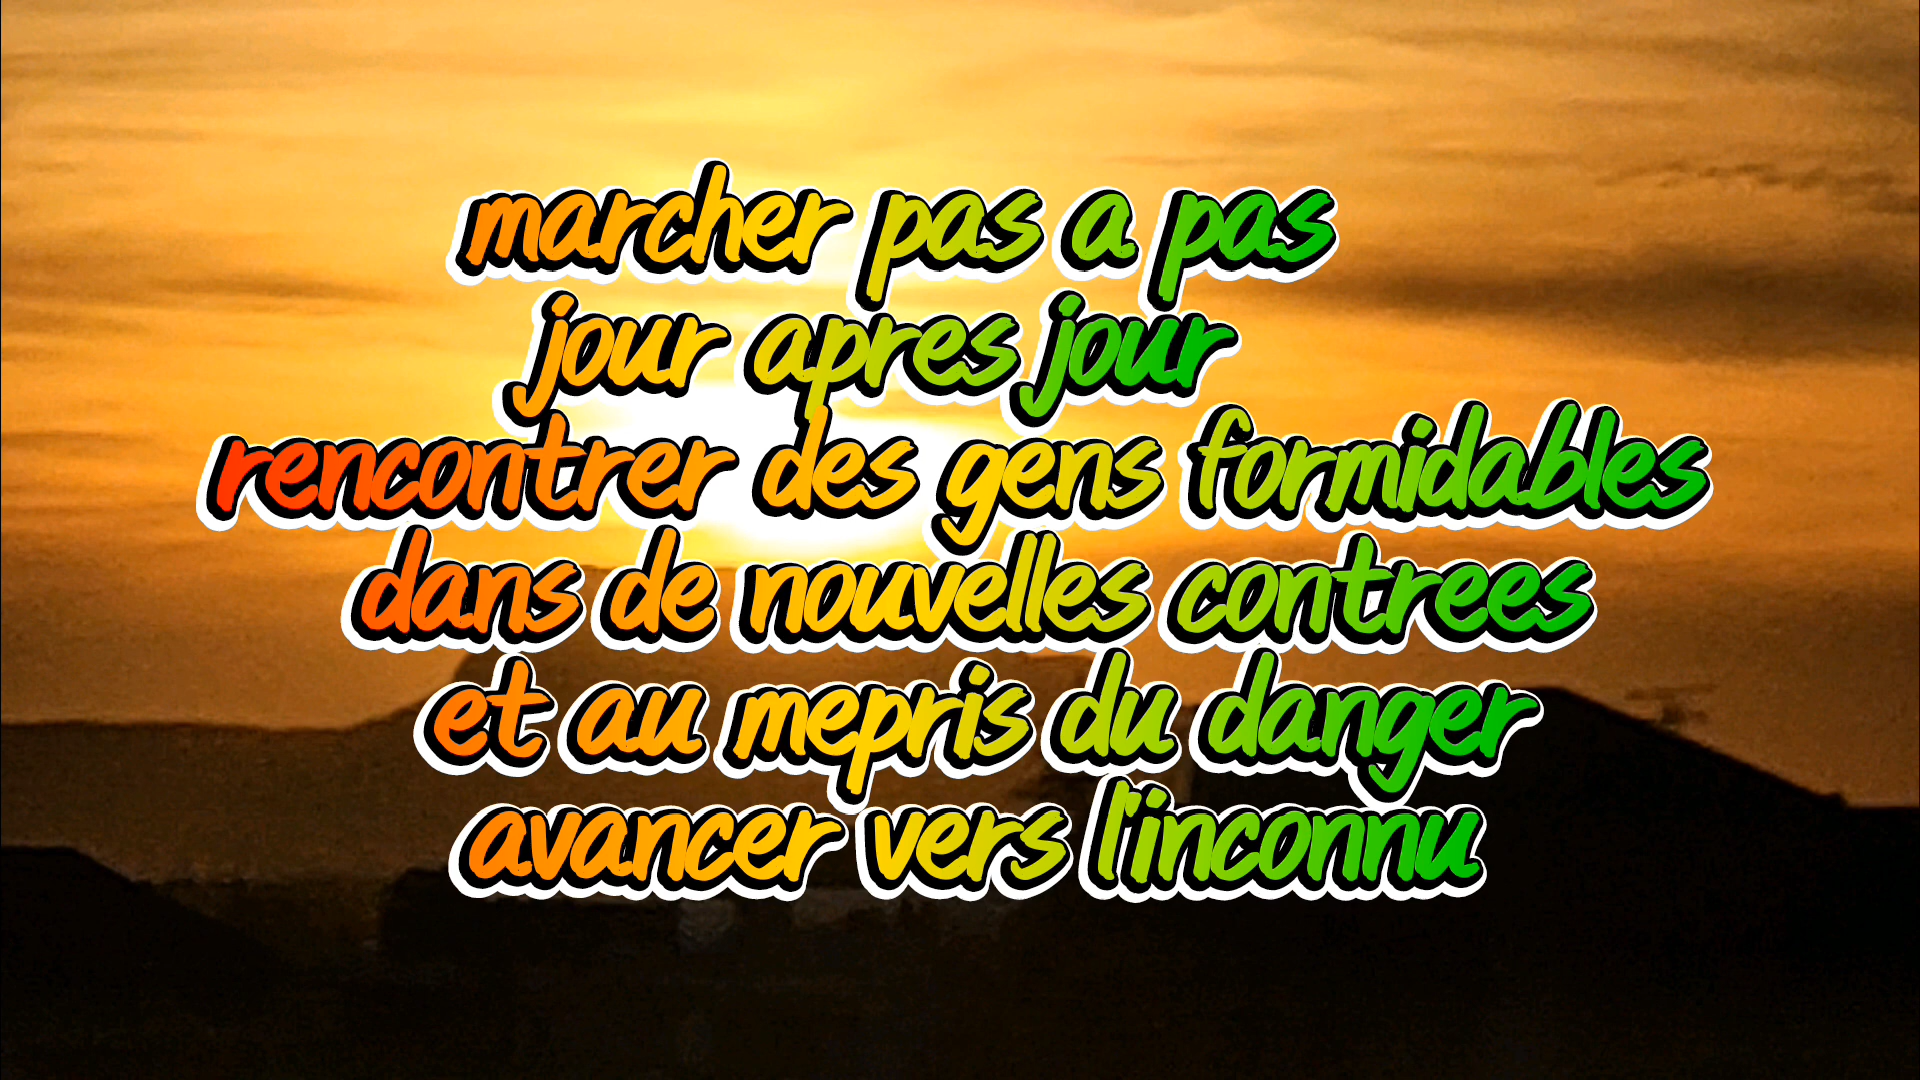 marcher pas a pas
jour apres jour
rencontrer des gens formidables
dans de nouvelles contrees
et au mepris du danger
avancer vers l'inconnu